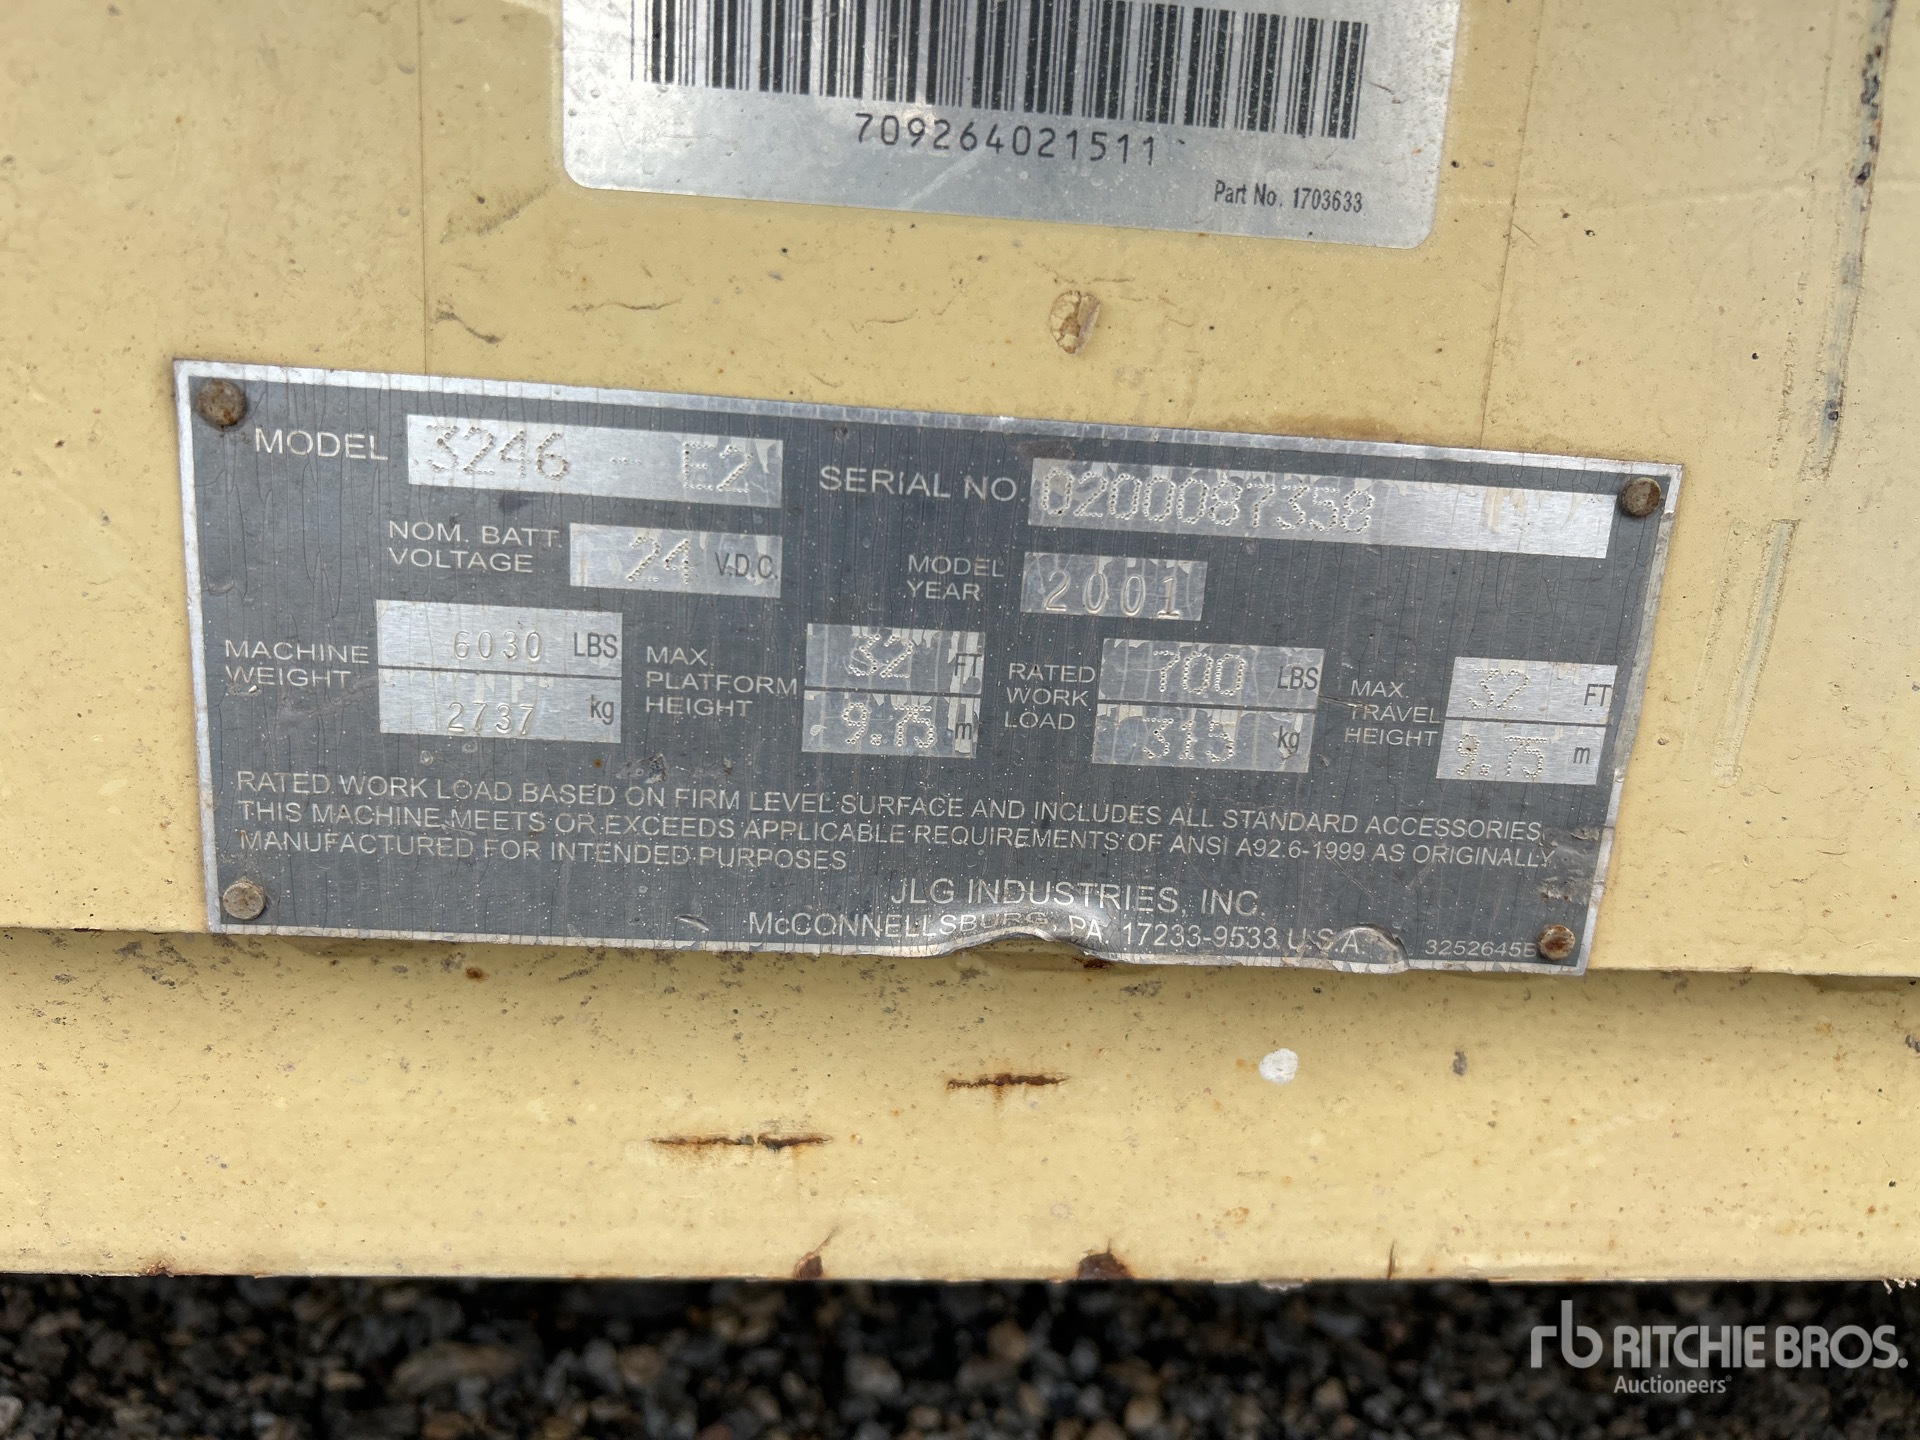 709264021511
Part No. 1703633
MODEL 3246 - E2 SERIAL NO. 0200087358
NOM. BATT. VOLTAGE 24 V.D.C. MODEL YEAR 2001
MACHINE WEIGHT 6030 LBS 2737 kg
MAX. PLATFORM HEIGHT 32 FT 9.75 m
RATED WORK LOAD 700 LBS 315 kg
MAX. TRAVEL HEIGHT 32 FT 9.75 m
RATED WORK LOAD BASED ON FIRM LEVEL SURFACE AND INCLUDES ALL STANDARD ACCESSORIES.
THIS MACHINE MEETS OR EXCEEDS APPLICABLE REQUIREMENTS OF ANSI A92.6-1999 AS ORIGINALLY
MANUFACTURED FOR INTENDED PURPOSES
JLG INDUSTRIES, INC.
McCONNELLSBURG, PA. 17233-9533 U.S.A.
3252645B
rb RITCHIE BROS.
Auctioneers